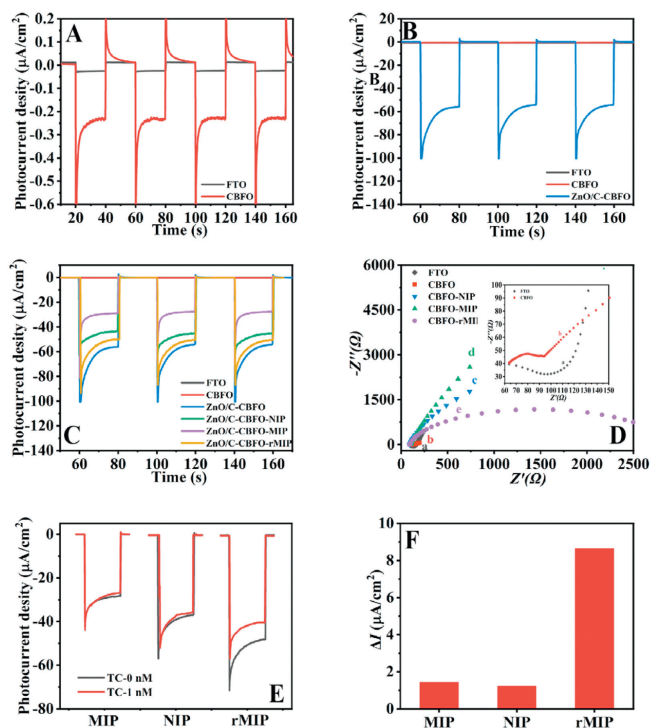 A
Photocurrent desity (μA/cm²)
0.2
0.1
0.0
-0.1
-0.2
-0.3
-0.4
-0.5
-0.6
FTO
CBFO
20 40 60 80 100 120 140 160
Time (s)
B
Photocurrent desity (μA/cm²)
20
0
-20
-40
-60
-80
-100
-120
-140
B
FTO
CBFO
ZnO/C-CBFO
60 80 100 120 140 160
Time (s)
C
Photocurrent desity (μA/cm²)
0
-20
-40
-60
-80
-100
-120
-140
FTO
CBFO
ZnO/C-CBFO
ZnO/C-CBFO-NIP
ZnO/C-CBFO-MIP
ZnO/C-CBFO-rMIP
60 80 100 120 140 160
Time (s)
D
-Z''(Ω)
6000
4500
3000
1500
0
FTO
CBFO
CBFO-NIP
CBFO-MIP
CBFO-rMIP
d
c
e
b
a
-Z''(Ω)
100
90
80
70
60
50
40
30
FTO
CBFO
b
a
60 70 80 90 100 110 120 130 140 150
Z'(Ω)
0 500 1000 1500 2000 2500
Z'(Ω)
E
Photocurrent desity (μA/cm²)
0
-20
-40
-60
-80
TC-0 nM
TC-1 nM
MIP NIP rMIP
F
ΔI (μA/cm²)
10
8
6
4
2
0
MIP NIP rMIP